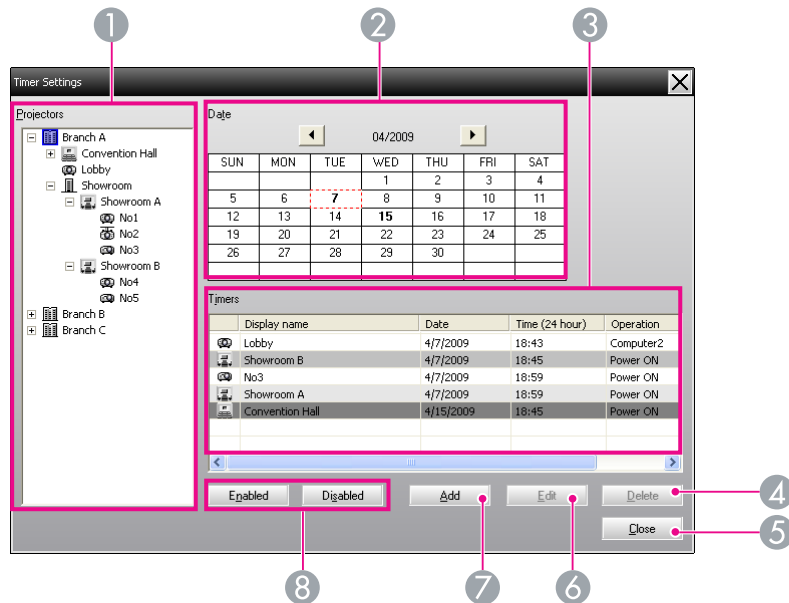 1 2 3
Timer Settings
Projectors
Branch A
Convention Hall
Lobby
Showroom
Showroom A
No1
No2
No3
Showroom B
No4
No5
Branch B
Branch C
Date
04/2009
SUN MON TUE WED THU FRI SAT
1 2 3 4
5 6 7 8 9 10 11
12 13 14 15 16 17 18
19 20 21 22 23 24 25
26 27 28 29 30
Timers
Display name Date Time (24 hour) Operation
Lobby 4/7/2009 18:43 Computer2
Showroom B 4/7/2009 18:45 Power ON
No3 4/7/2009 18:59 Power ON
Showroom A 4/7/2009 18:59 Power ON
Convention Hall 4/15/2009 18:45 Power ON
Enabled Disabled Add Edit Delete 4
Close 5
8 7 6